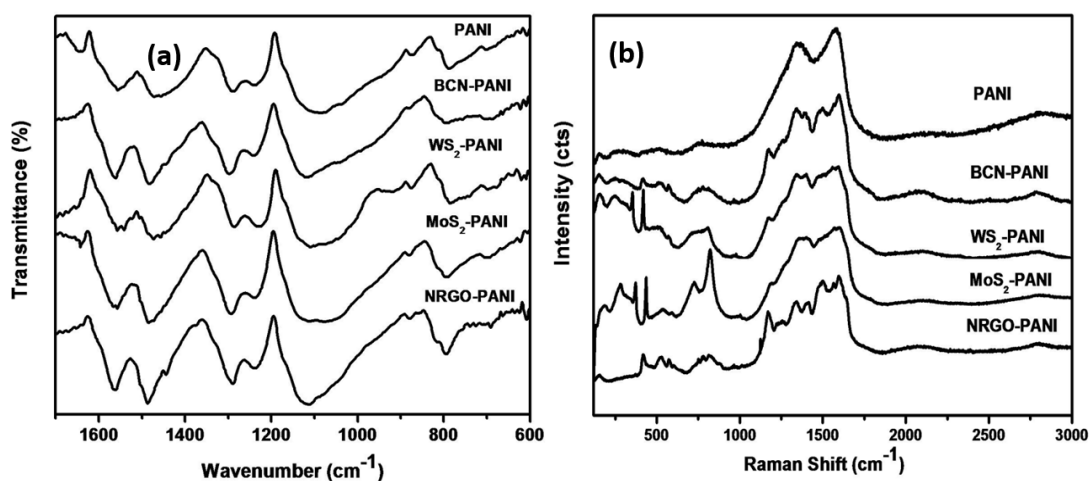 (a)
PANI
BCN-PANI
WS2-PANI
MoS2-PANI
NRGO-PANI
Transmittance (%)
1600 1400 1200 1000 800 600
Wavenumber (cm-1)
(b)
PANI
BCN-PANI
WS2-PANI
MoS2-PANI
NRGO-PANI
Intensity (cts)
500 1000 1500 2000 2500 3000
Raman Shift (cm-1)